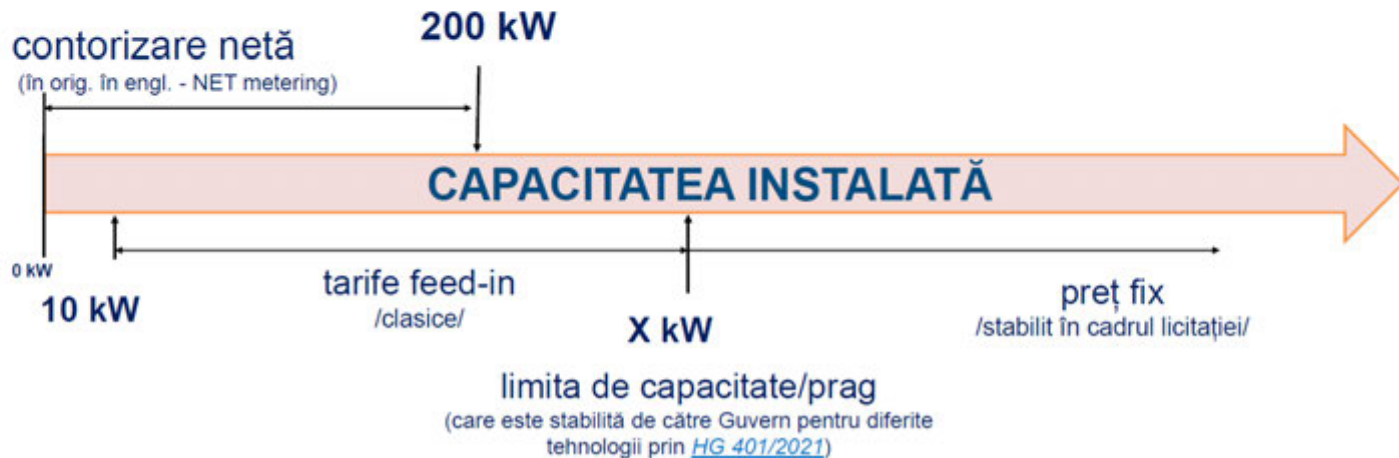 200 kW
contorizare netă
(în orig. în engl. - NET metering)
CAPACITATEA INSTALATĂ
0 kW
10 kW
tarife feed-in
/clasice/
X kW
preț fix
/stabilit în cadrul licitației/
limita de capacitate/prag
(care este stabilită de către Guvern pentru diferite
tehnologii prin HG 401/2021)